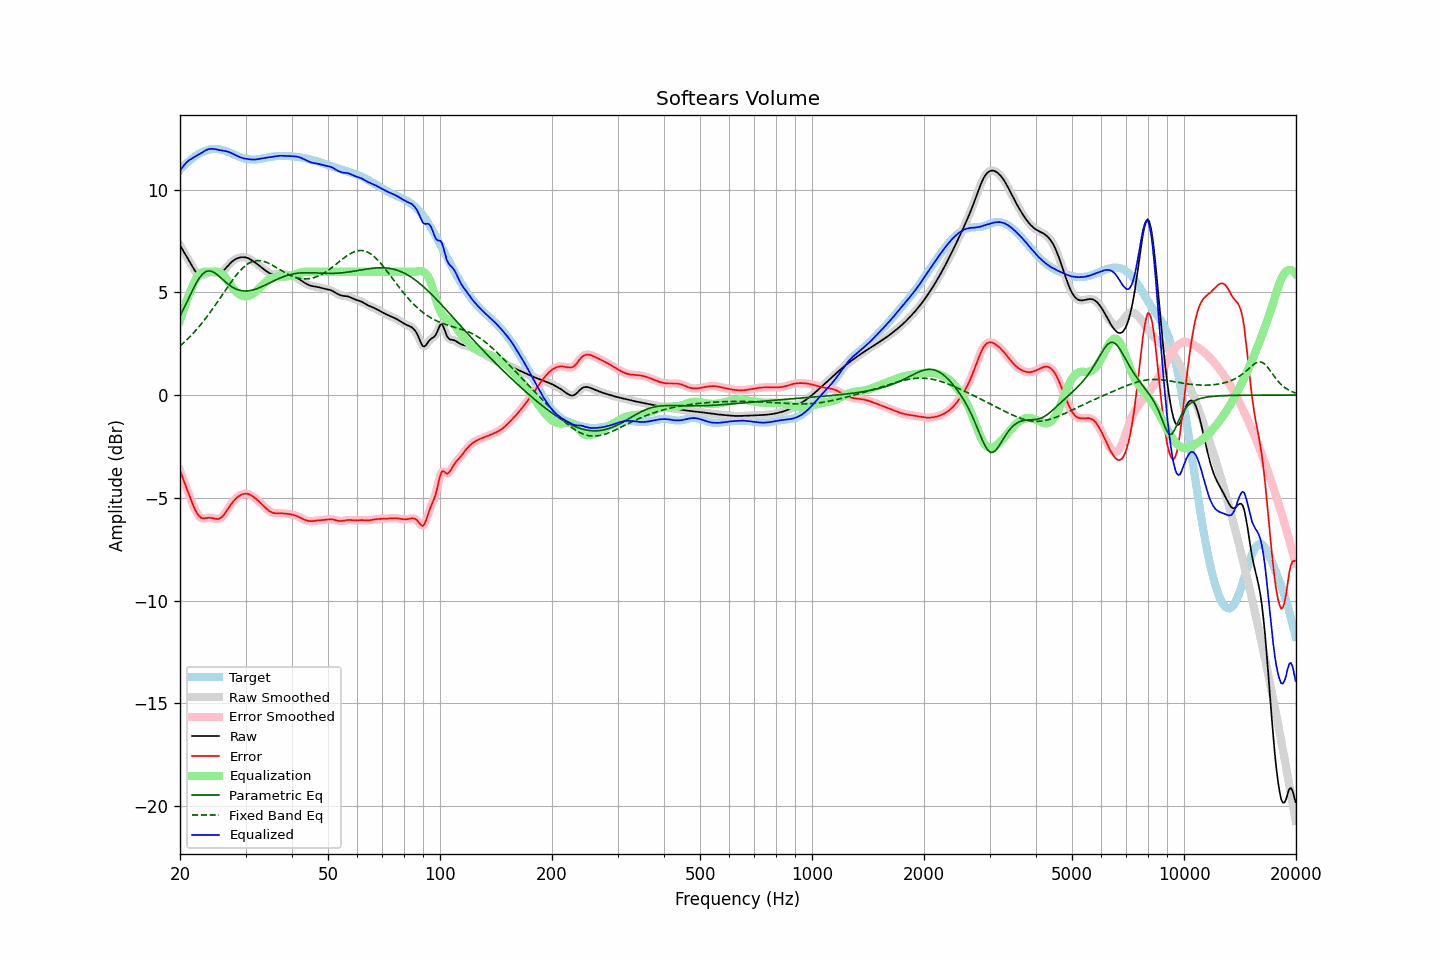 Softears Volume
Amplitude (dBr)
10
5
0
−5
−10
−15
−20
Target
Raw Smoothed
Error Smoothed
Raw
Error
Equalization
Parametric Eq
Fixed Band Eq
Equalized
20 50 100 200 500 1000 2000 5000 10000 20000
Frequency (Hz)